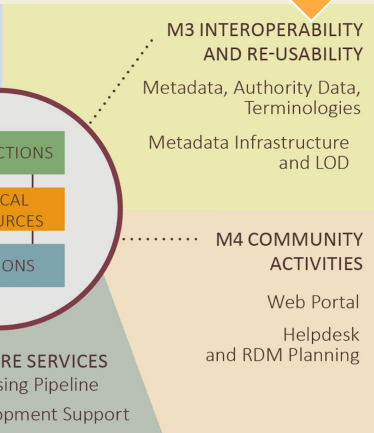 M3 INTEROPERABILITY
AND RE-USABILITY
Metadata, Authority Data,
Terminologies
Metadata Infrastructure
and LOD
CTIONS
CAL
URCES
IONS
M4 COMMUNITY
ACTIVITIES
Web Portal
Helpdesk
and RDM Planning
RE SERVICES
sing Pipeline
opment Support